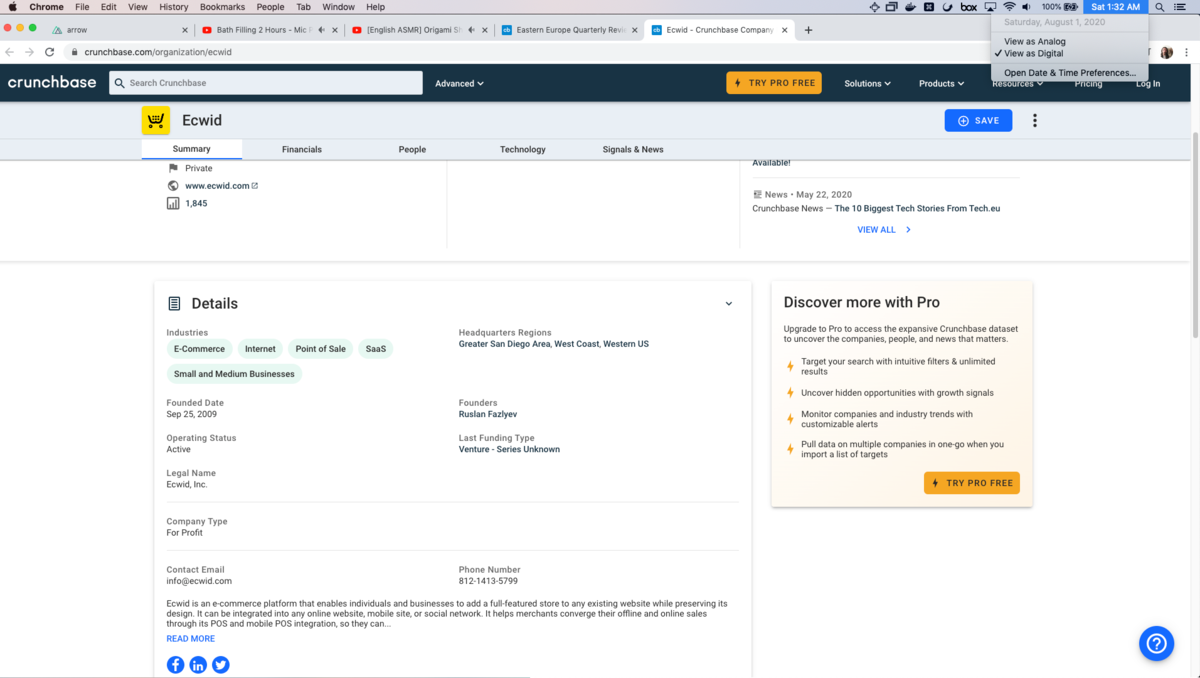 Chrome File Edit View History Bookmarks People Tab Window Help
box 100% Sat 1:32 AM
Saturday, August 1, 2020
View as Analog
✓ View as Digital
Open Date & Time Preferences...
arrow
Bath Filling 2 Hours - Mic
[English ASMR] Origami Sh
Eastern Europe Quarterly Revi
Ecwid - Crunchbase Company
crunchbase.com/organization/ecwid
crunchbase
Search Crunchbase
Advanced
TRY PRO FREE
Solutions
Products
Resources
Pricing
Log In
Ecwid
SAVE
Summary
Financials
People
Technology
Signals & News
Private
www.ecwid.com
1,845
Available!
News • May 22, 2020
Crunchbase News — The 10 Biggest Tech Stories From Tech.eu
VIEW ALL
Details
Industries
E-Commerce
Internet
Point of Sale
SaaS
Small and Medium Businesses
Headquarters Regions
Greater San Diego Area, West Coast, Western US
Founded Date
Sep 25, 2009
Founders
Ruslan Fazlyev
Operating Status
Active
Last Funding Type
Venture - Series Unknown
Legal Name
Ecwid, Inc.
Company Type
For Profit
Contact Email
info@ecwid.com
Phone Number
812-1413-5799
Ecwid is an e-commerce platform that enables individuals and businesses to add a full-featured store to any existing website while preserving its
design. It can be integrated into any online website, mobile site, or social network. It helps merchants converge their offline and online sales
through its POS and mobile POS integration, so they can...
READ MORE
Discover more with Pro
Upgrade to Pro to access the expansive Crunchbase dataset
to uncover the companies, people, and news that matters.
Target your search with intuitive filters & unlimited
results
Uncover hidden opportunities with growth signals
Monitor companies and industry trends with
customizable alerts
Pull data on multiple companies in one-go when you
import a list of targets
TRY PRO FREE